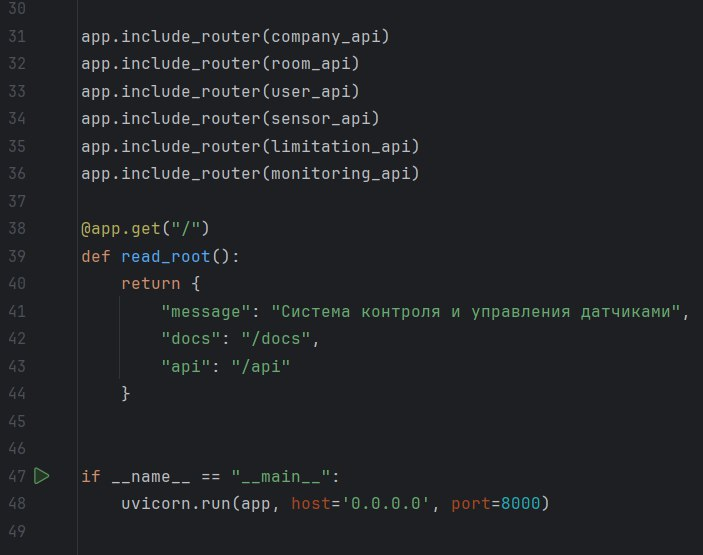 30
31 app.include_router(company_api)
32 app.include_router(room_api)
33 app.include_router(user_api)
34 app.include_router(sensor_api)
35 app.include_router(limitation_api)
36 app.include_router(monitoring_api)
37
38 @app.get("/")
39 def read_root():
40     return {
41         "message": "Система контроля и управления датчиками",
42         "docs": "/docs",
43         "api": "/api"
44     }
45
46
47 if __name__ == "__main__":
48     uvicorn.run(app, host='0.0.0.0', port=8000)
49